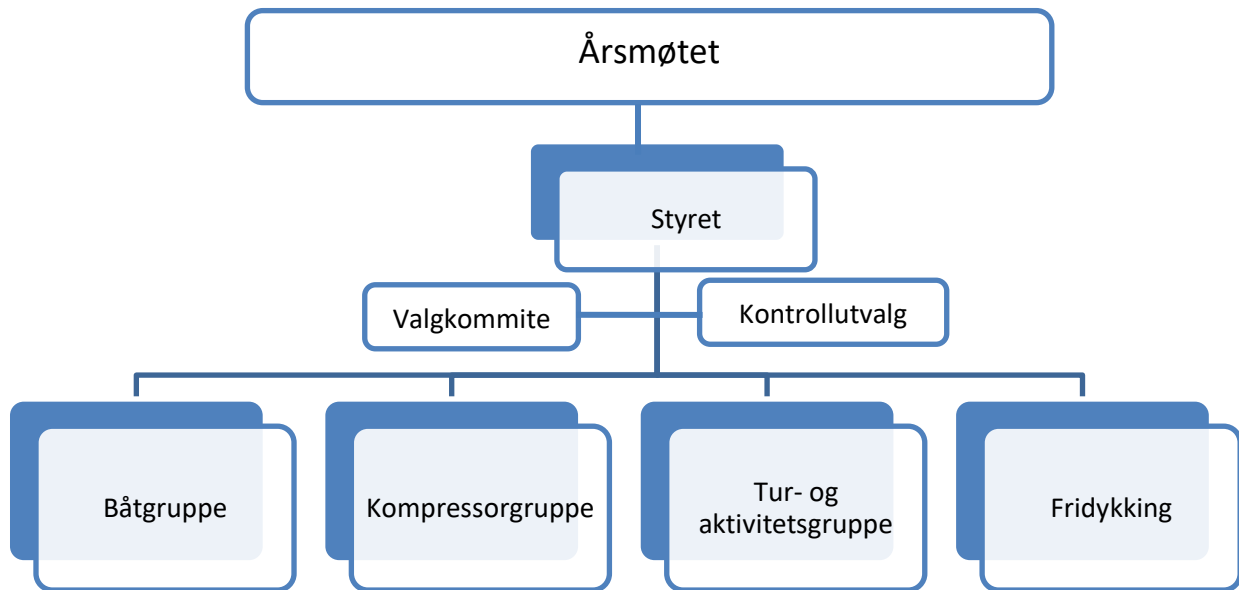 Årsmøtet
Styret
Valgkommite
Kontrollutvalg
Båtgruppe
Kompressorgruppe
Tur- og
aktivitetsgruppe
Fridykking